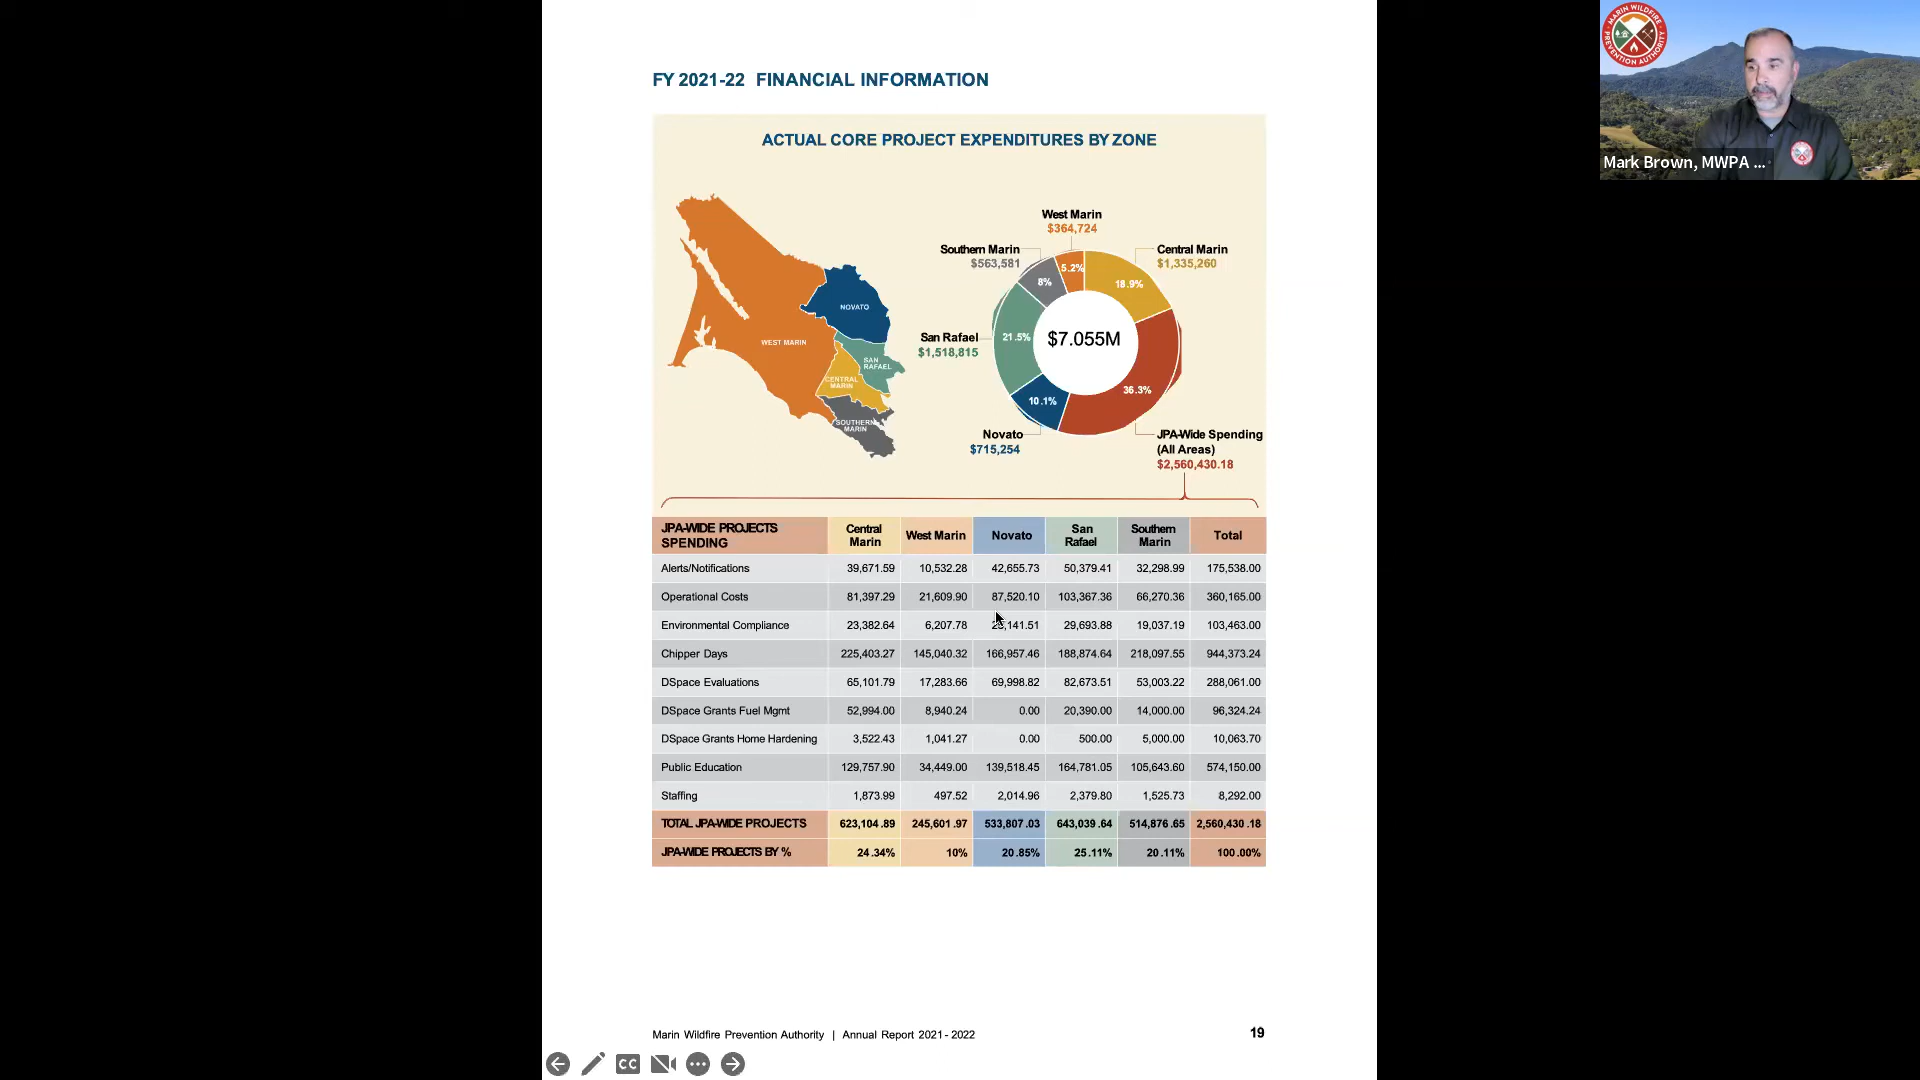 FY 2021-22 FINANCIAL INFORMATION
ACTUAL CORE PROJECT EXPENDITURES BY ZONE
WEST MARIN
NOVATO
SAN
RAFAEL
CENTRAL
MARIN
SOUTHERN
MARIN
West Marin
$364,724
Southern Marin
$563,581
Central Marin
$1,335,260
5.2%
8%
18.9%
San Rafael
$1,518,815
21.5%
$7.055M
36.3%
10.1%
Novato
$715,254
JPA-Wide Spending
(All Areas)
$2,560,430.18
JPA-WIDE PROJECTS SPENDING Central Marin West Marin Novato San Rafael Southern Marin Total
Alerts/Notifications 39,671.59 10,532.28 42,655.73 50,379.41 32,298.99 175,538.00
Operational Costs 81,397.29 21,609.90 87,520.10 103,367.36 66,270.36 360,165.00
Environmental Compliance 23,382.64 6,207.78 29,693.88 19,037.19 103,463.00
Chipper Days 225,403.27 145,040.32 166,957.46 188,874.64 218,097.55 944,373.24
DSpace Evaluations 65,101.79 17,283.66 69,998.82 82,673.51 53,003.22 288,061.00
DSpace Grants Fuel Mgmt 52,994.00 8,940.24 0.00 20,390.00 14,000.00 96,324.24
DSpace Grants Home Hardening 3,522.43 1,041.27 0.00 500.00 5,000.00 10,063.70
Public Education 129,757.90 34,449.00 139,518.45 164,781.05 105,643.60 574,150.00
Staffing 1,873.99 497.52 2,014.96 2,379.80 1,525.73 8,292.00
TOTAL JPA-WIDE PROJECTS 623,104.89 245,601.97 533,807.03 643,039.64 514,876.65 2,560,430.18
JPA-WIDE PROJECTS BY % 24.34% 10% 20.85% 25.11% 20.11% 100.00%
Marin Wildfire Prevention Authority | Annual Report 2021-2022
19
CC
MARIN WILDFIRE
PREVENTION AUTHORITY
Mark Brown, MWPA ...